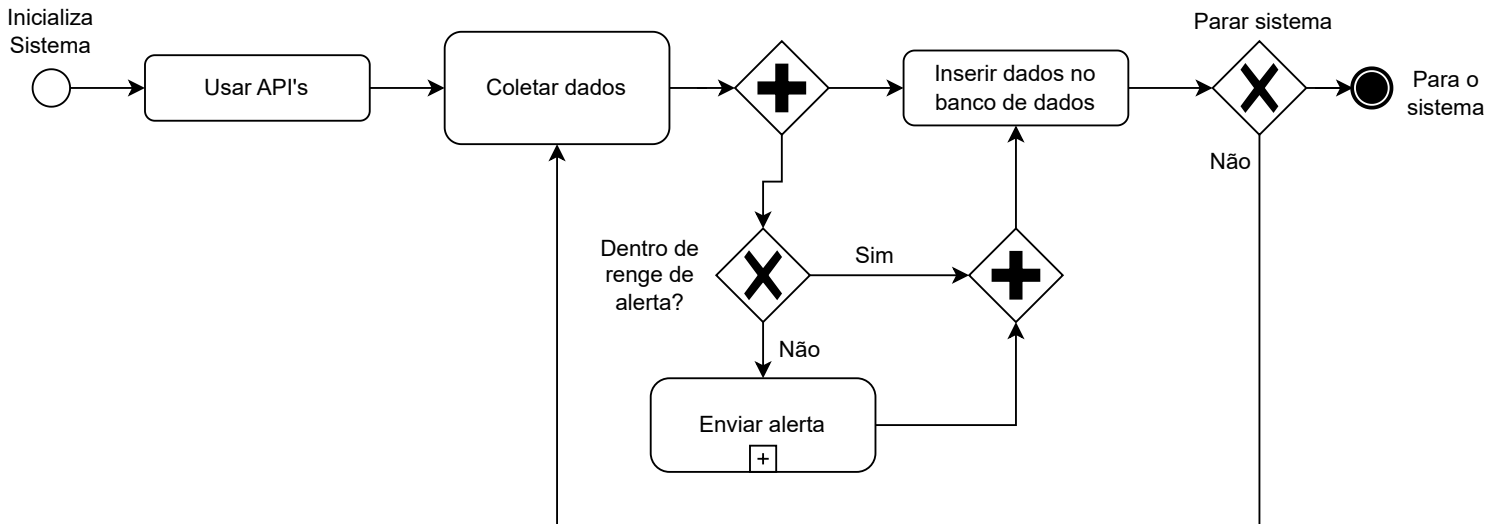 Inicializa
Sistema
Usar API's
Coletar dados
Inserir dados no
banco de dados
Parar sistema
Para o
sistema
Não
Dentro de
renge de
alerta?
Sim
Não
Enviar alerta